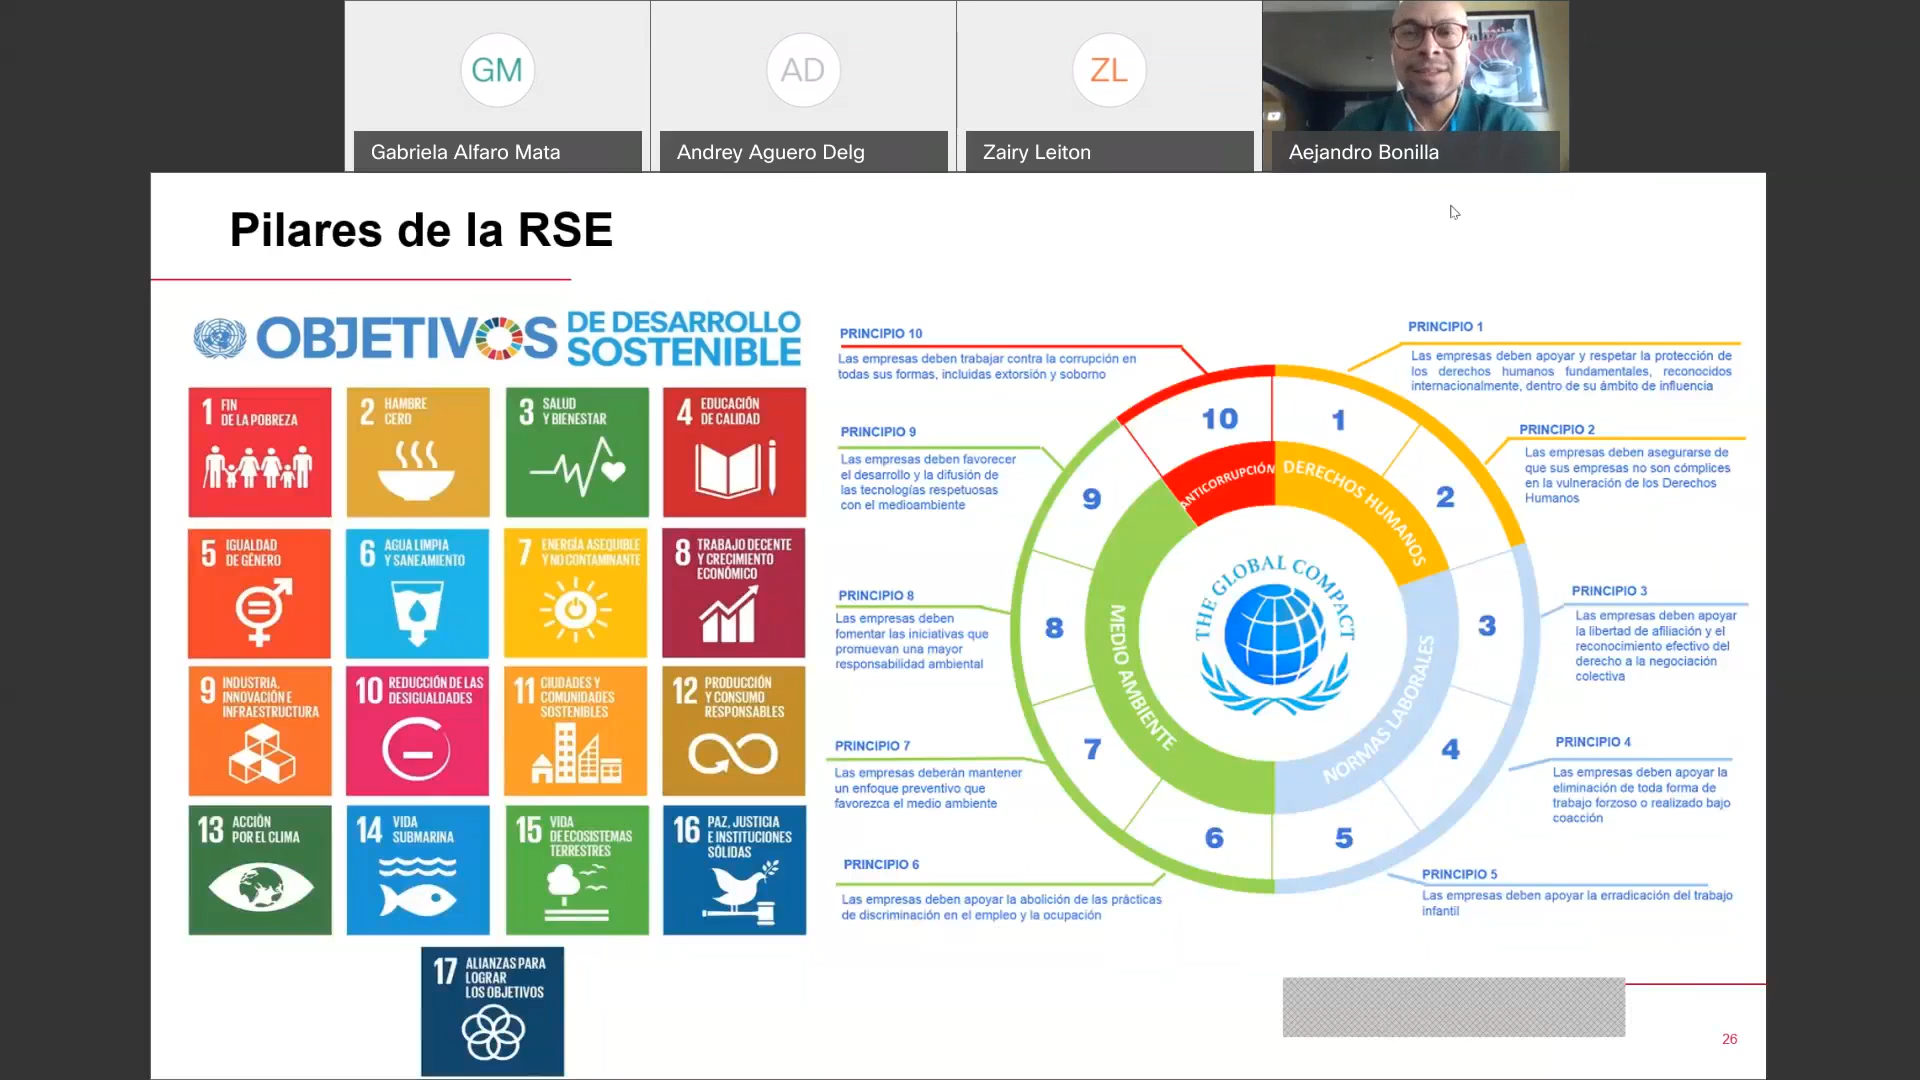 GM
AD
ZL
Gabriela Alfaro Mata
Andrey Aguero Delg
Zairy Leiton
Aejandro Bonilla
Pilares de la RSE
OBJETIVOS
DE DESARROLLO
SOSTENIBLE
1 FIN
DE LA POBREZA
2 HAMBRE
CERO
3 SALUD
Y BIENESTAR
4 EDUCACIÓN
DE CALIDAD
5 IGUALDAD
DE GÉNERO
6 AGUA LIMPIA
Y SANEAMIENTO
7 ENERGÍA ASEQUIBLE
Y NO CONTAMINANTE
8 TRABAJO DECENTE
Y CRECIMIENTO
ECONÓMICO
9 INDUSTRIA,
INNOVACIÓN E
INFRAESTRUCTURA
10 REDUCCIÓN DE LAS
DESIGUALDADES
11 CIUDADES Y
COMUNIDADES
SOSTENIBLES
12 PRODUCCIÓN
Y CONSUMO
RESPONSABLES
13 ACCIÓN
POR EL CLIMA
14 VIDA
SUBMARINA
15 VIDA
DE ECOSISTEMAS
TERRESTRES
16 PAZ, JUSTICIA
E INSTITUCIONES
SÓLIDAS
17 ALIANZAS PARA
LOGRAR
LOS OBJETIVOS
PRINCIPIO 10
Las empresas deben trabajar contra la corrupción en
todas sus formas, incluidas extorsión y soborno
PRINCIPIO 9
Las empresas deben favorecer
el desarrollo y la difusión de
las tecnologías respetuosas
con el medioambiente
PRINCIPIO 8
Las empresas deben
fomentar las iniciativas que
promuevan una mayor
responsabilidad ambiental
PRINCIPIO 7
Las empresas deberán mantener
un enfoque preventivo que
favorezca el medio ambiente
PRINCIPIO 6
Las empresas deben apoyar la abolición de las prácticas
de discriminación en el empleo y la ocupación
10
1
9
2
8
3
7
4
6
5
ANTICORRUPCIÓN
DERECHOS HUMANOS
MEDIO AMBIENTE
NORMAS LABORALES
THE GLOBAL COMPACT
PRINCIPIO 1
Las empresas deben apoyar y respetar la protección de
los derechos humanos fundamentales, reconocidos
internacionalmente, dentro de su ámbito de influencia
PRINCIPIO 2
Las empresas deben asegurarse de
que sus empresas no son cómplices
en la vulneración de los Derechos
Humanos
PRINCIPIO 3
Las empresas deben apoyar
la libertad de afiliación y el
reconocimiento efectivo del
derecho a la negociación
colectiva
PRINCIPIO 4
Las empresas deben apoyar la
eliminación de toda forma de
trabajo forzoso o realizado bajo
coacción
PRINCIPIO 5
Las empresas deben apoyar la erradicación del trabajo
infantil
26